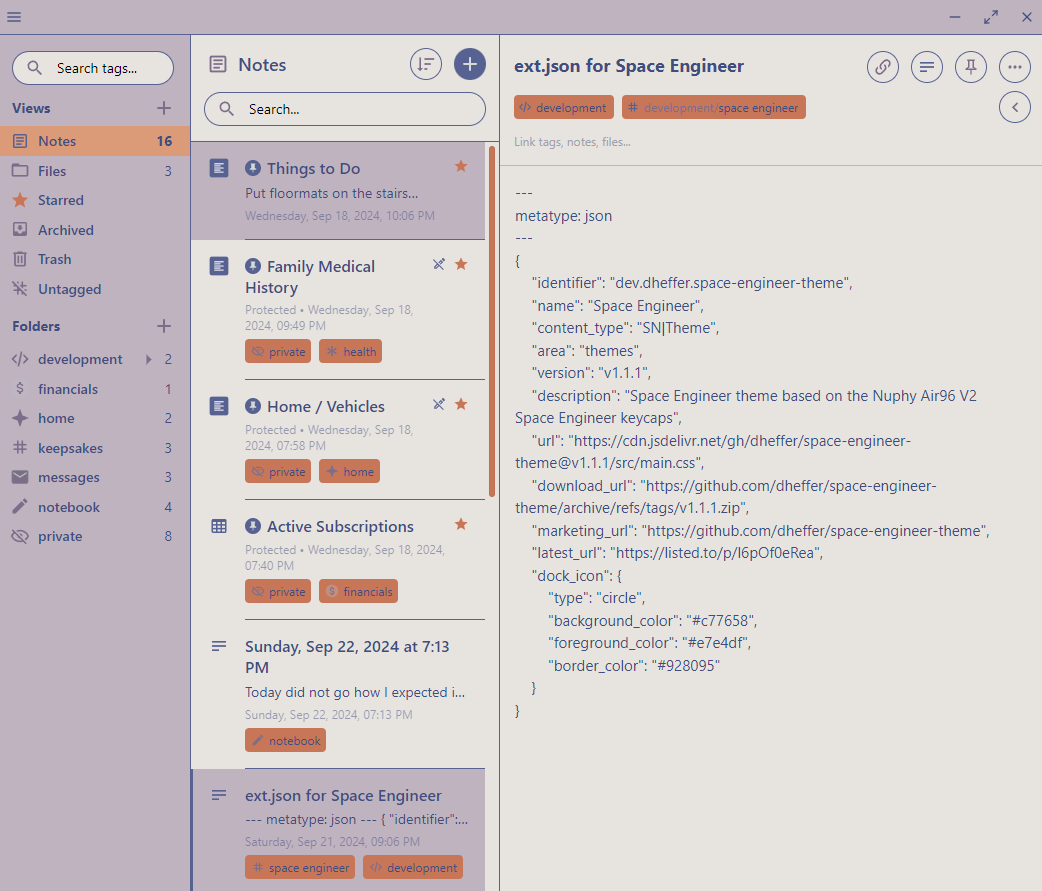 Search tags...
Views
Notes 16
Files 3
Starred
Archived
Trash
Untagged
Folders
development 2
financials 1
home 2
keepsakes 3
messages 3
notebook 4
private 8
Notes
Search...
Things to Do
Put floormats on the stairs...
Wednesday, Sep 18, 2024, 10:06 PM
Family Medical
History
Protected • Wednesday, Sep 18,
2024, 09:49 PM
private health
Home / Vehicles
Protected • Wednesday, Sep 18,
2024, 07:58 PM
private home
Active Subscriptions
Protected • Wednesday, Sep 18, 2024,
07:40 PM
private financials
Sunday, Sep 22, 2024 at 7:13
PM
Today did not go how I expected i...
Sunday, Sep 22, 2024, 07:13 PM
notebook
ext.json for Space Engineer
--- metatype: json --- { "identifier":...
Saturday, Sep 21, 2024, 09:06 PM
# space engineer </> development
ext.json for Space Engineer
</> development # development/space engineer
Link tags, notes, files...
---
metatype: json
---
{
"identifier": "dev.dheffer.space-engineer-theme",
"name": "Space Engineer",
"content_type": "SN|Theme",
"area": "themes",
"version": "v1.1.1",
"description": "Space Engineer theme based on the Nuphy Air96 V2
Space Engineer keycaps",
"url": "https://cdn.jsdelivr.net/gh/dheffer/space-engineer-
theme@v1.1.1/src/main.css",
"download_url": "https://github.com/dheffer/space-engineer-
theme/archive/refs/tags/v1.1.1.zip",
"marketing_url": "https://github.com/dheffer/space-engineer-theme",
"latest_url": "https://listed.to/p/l6pOf0eRea",
"dock_icon": {
"type": "circle",
"background_color": "#c77658",
"foreground_color": "#e7e4df",
"border_color": "#928095"
}
}